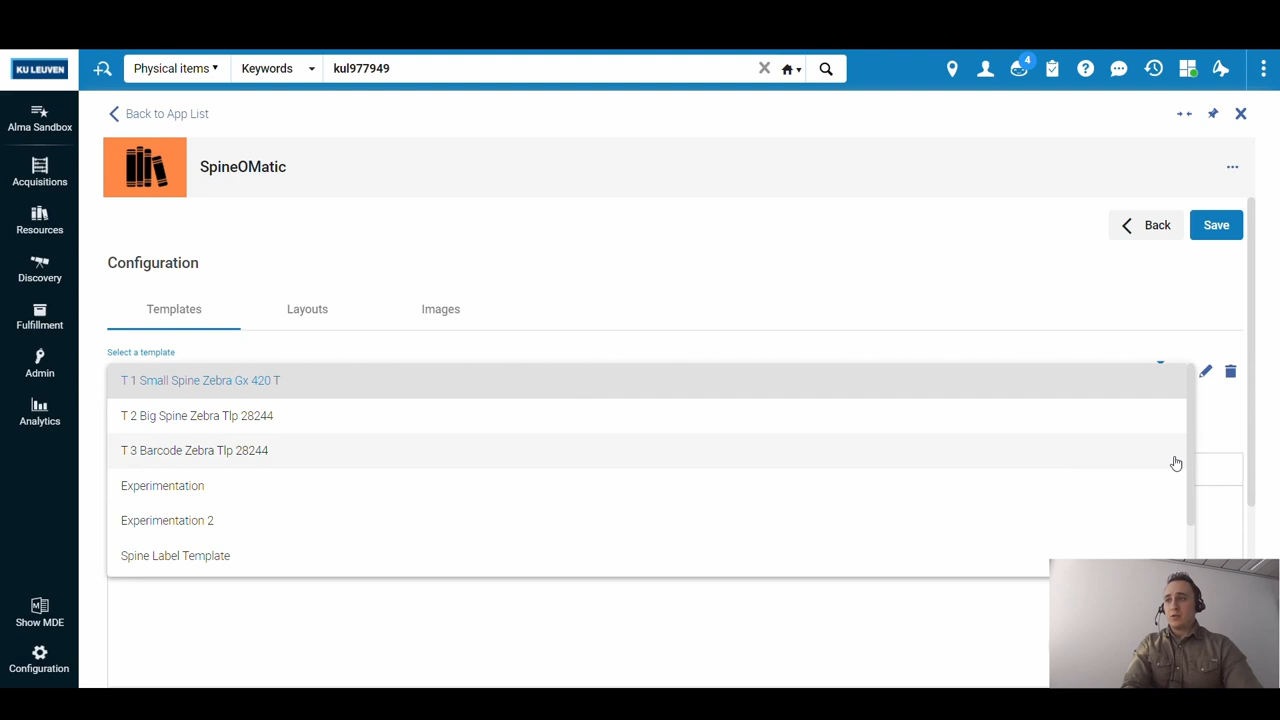 KU LEUVEN
Physical items
Keywords
kul977949
4
Alma Sandbox
Acquisitions
Resources
Discovery
Fulfillment
Admin
Analytics
Show MDE
Configuration
Back to App List
SpineOMatic
Back
Save
Configuration
Templates
Layouts
Images
Select a template
T 1 Small Spine Zebra Gx 420 T
T 2 Big Spine Zebra Tlp 28244
T 3 Barcode Zebra Tlp 28244
Experimentation
Experimentation 2
Spine Label Template